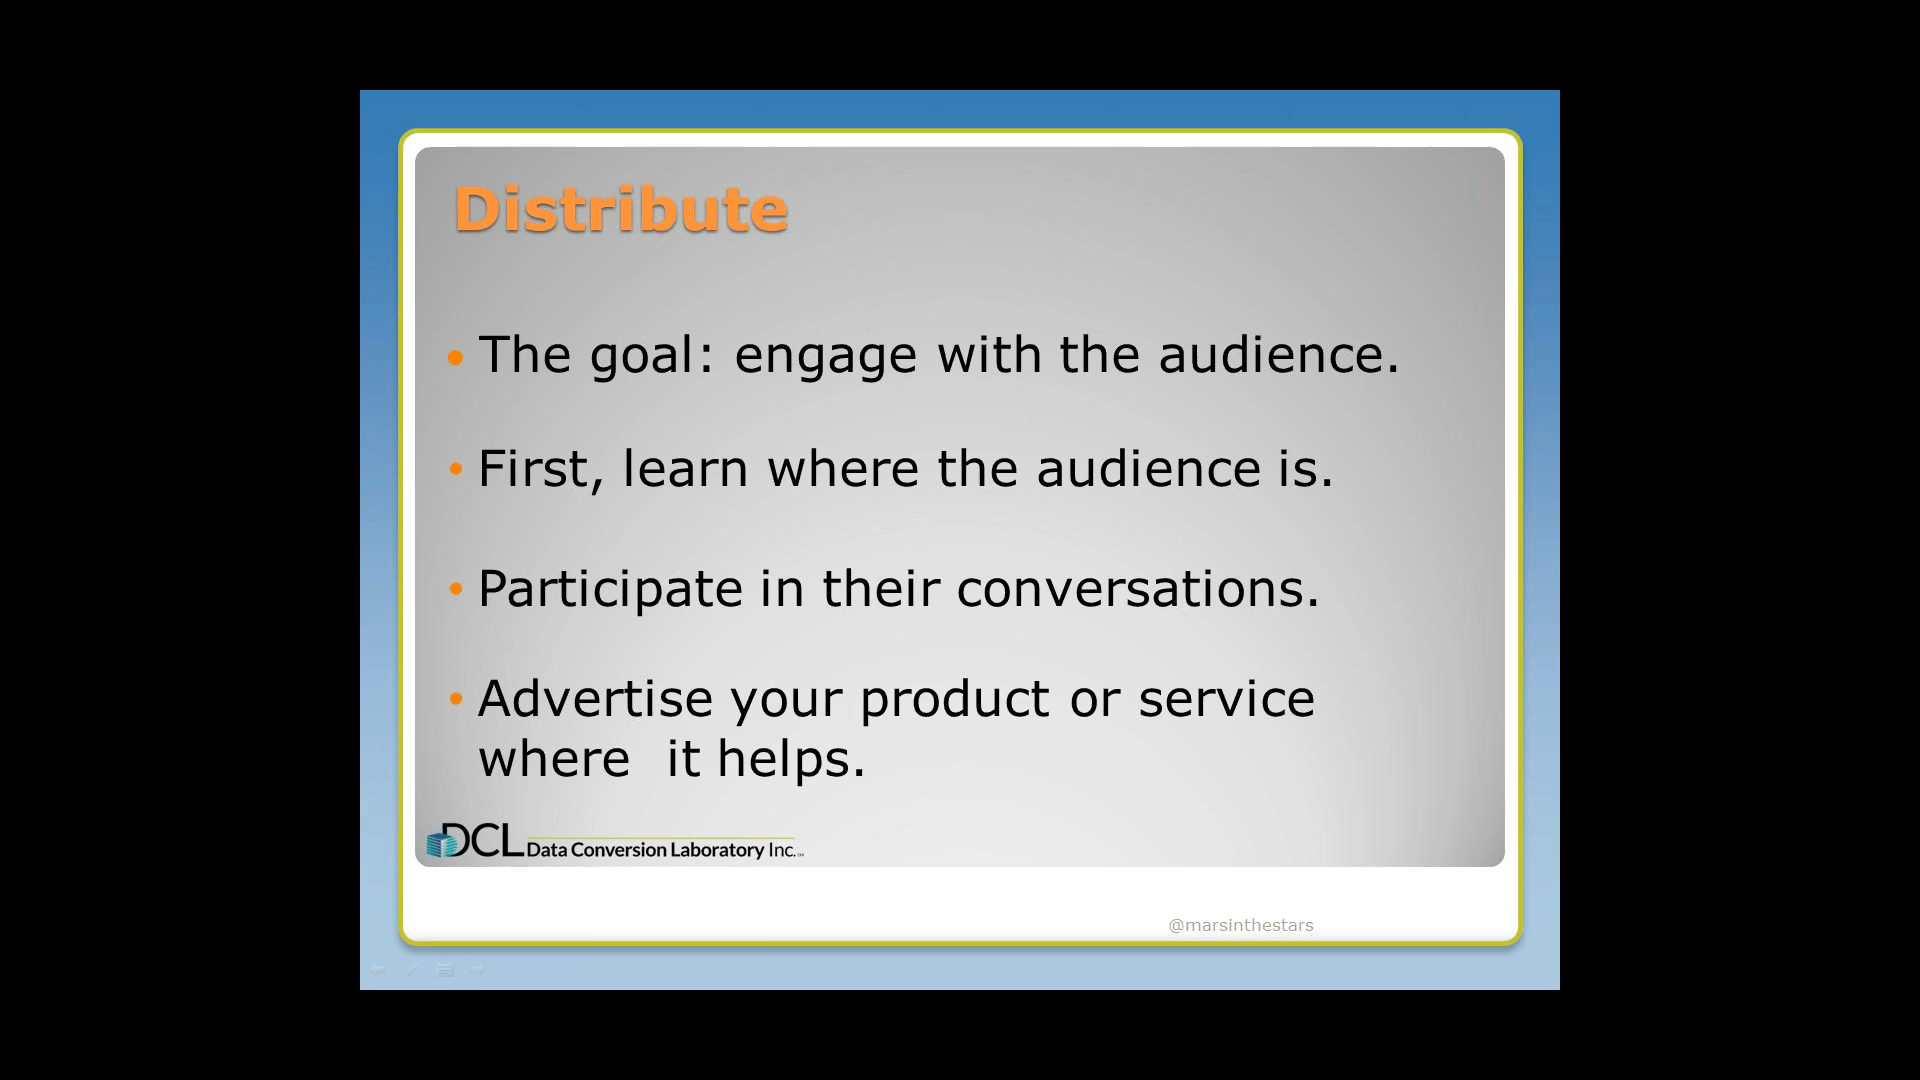 Distribute
• The goal: engage with the audience.
• First, learn where the audience is.
• Participate in their conversations.
• Advertise your product or service
where  it helps.
DCL Data Conversion Laboratory Inc.™
@marsinthestars